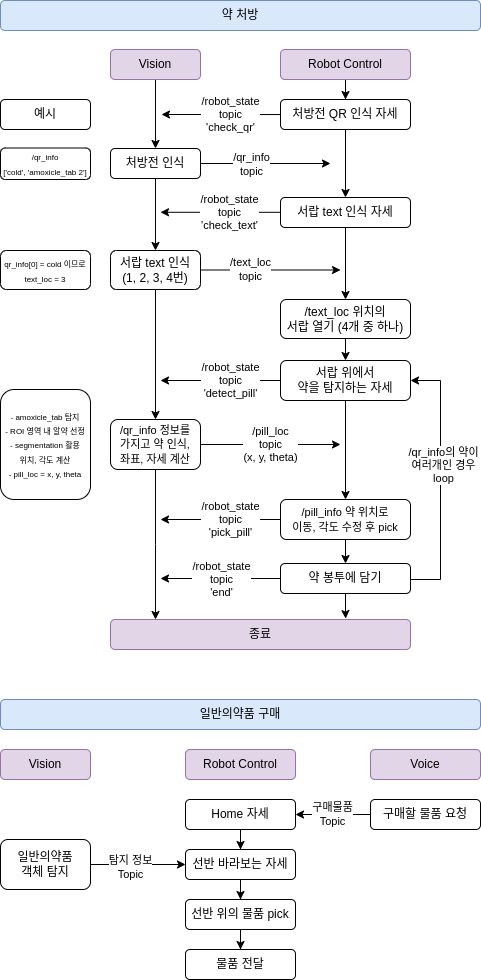 약 처방
Vision
Robot Control
예시
/robot_state
topic
'check_qr'
처방전 QR 인식 자세
/qr_info
['cold', 'amoxicle_tab 2']
처방전 인식
/qr_info
topic
/robot_state
topic
'check_text'
서랍 text 인식 자세
qr_info[0] = cold 이므로
text_loc = 3
서랍 text 인식
(1, 2, 3, 4번)
/text_loc
topic
/text_loc 위치의
서랍 열기 (4개 중 하나)
/robot_state
topic
'detect_pill'
서랍 위에서
약을 탐지하는 자세
- amoxicle_tab 탐지
- ROI 영역 내 알약 선정
- segmentation 활용
위치, 각도 계산
- pill_loc = x, y, theta
/qr_info 정보를
가지고 약 인식,
좌표, 자세 계산
/pill_loc
topic
(x, y, theta)
/qr_info의 약이
여러개인 경우
loop
/robot_state
topic
'pick_pill'
/pill_info 약 위치로
이동, 각도 수정 후 pick
/robot_state
topic
'end'
약 봉투에 담기
종료
일반의약품 구매
Vision
Robot Control
Voice
Home 자세
구매물품
Topic
구매할 물품 요청
일반의약품
객체 탐지
탐지 정보
Topic
선반 바라보는 자세
선반 위의 물품 pick
물품 전달